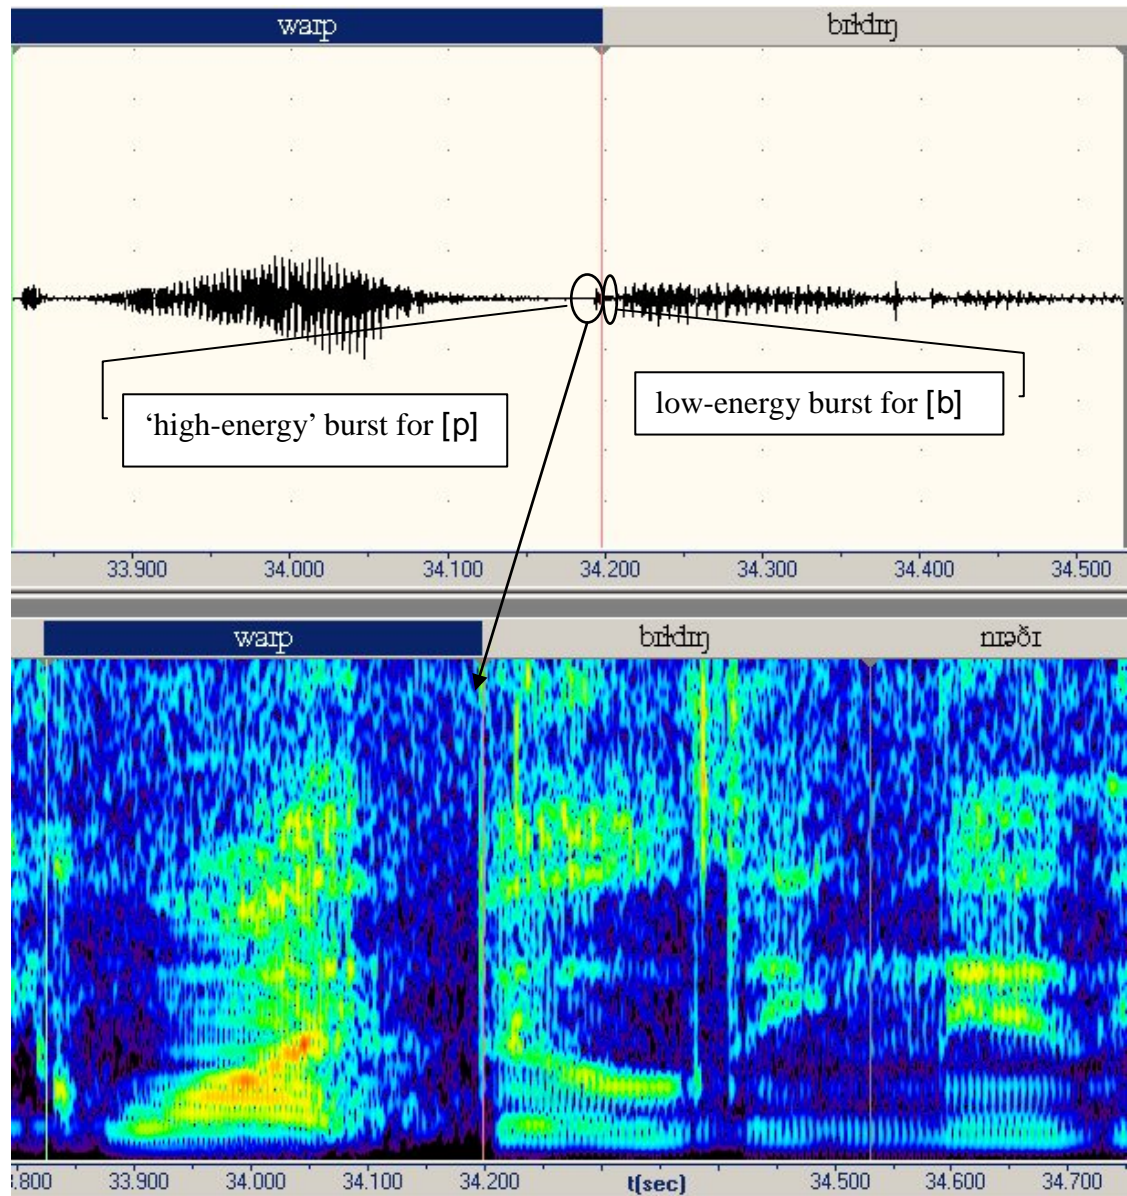 waɪp bɪɫdɪŋ
‘high-energy’ burst for [p]
low-energy burst for [b]
33.900 34.000 34.100 34.200 34.300 34.400 34.500
waɪp bɪɫdɪŋ nɪəðɪ
:.800 33.900 34.000 34.100 34.200 t(sec) 34.500 34.600 34.700